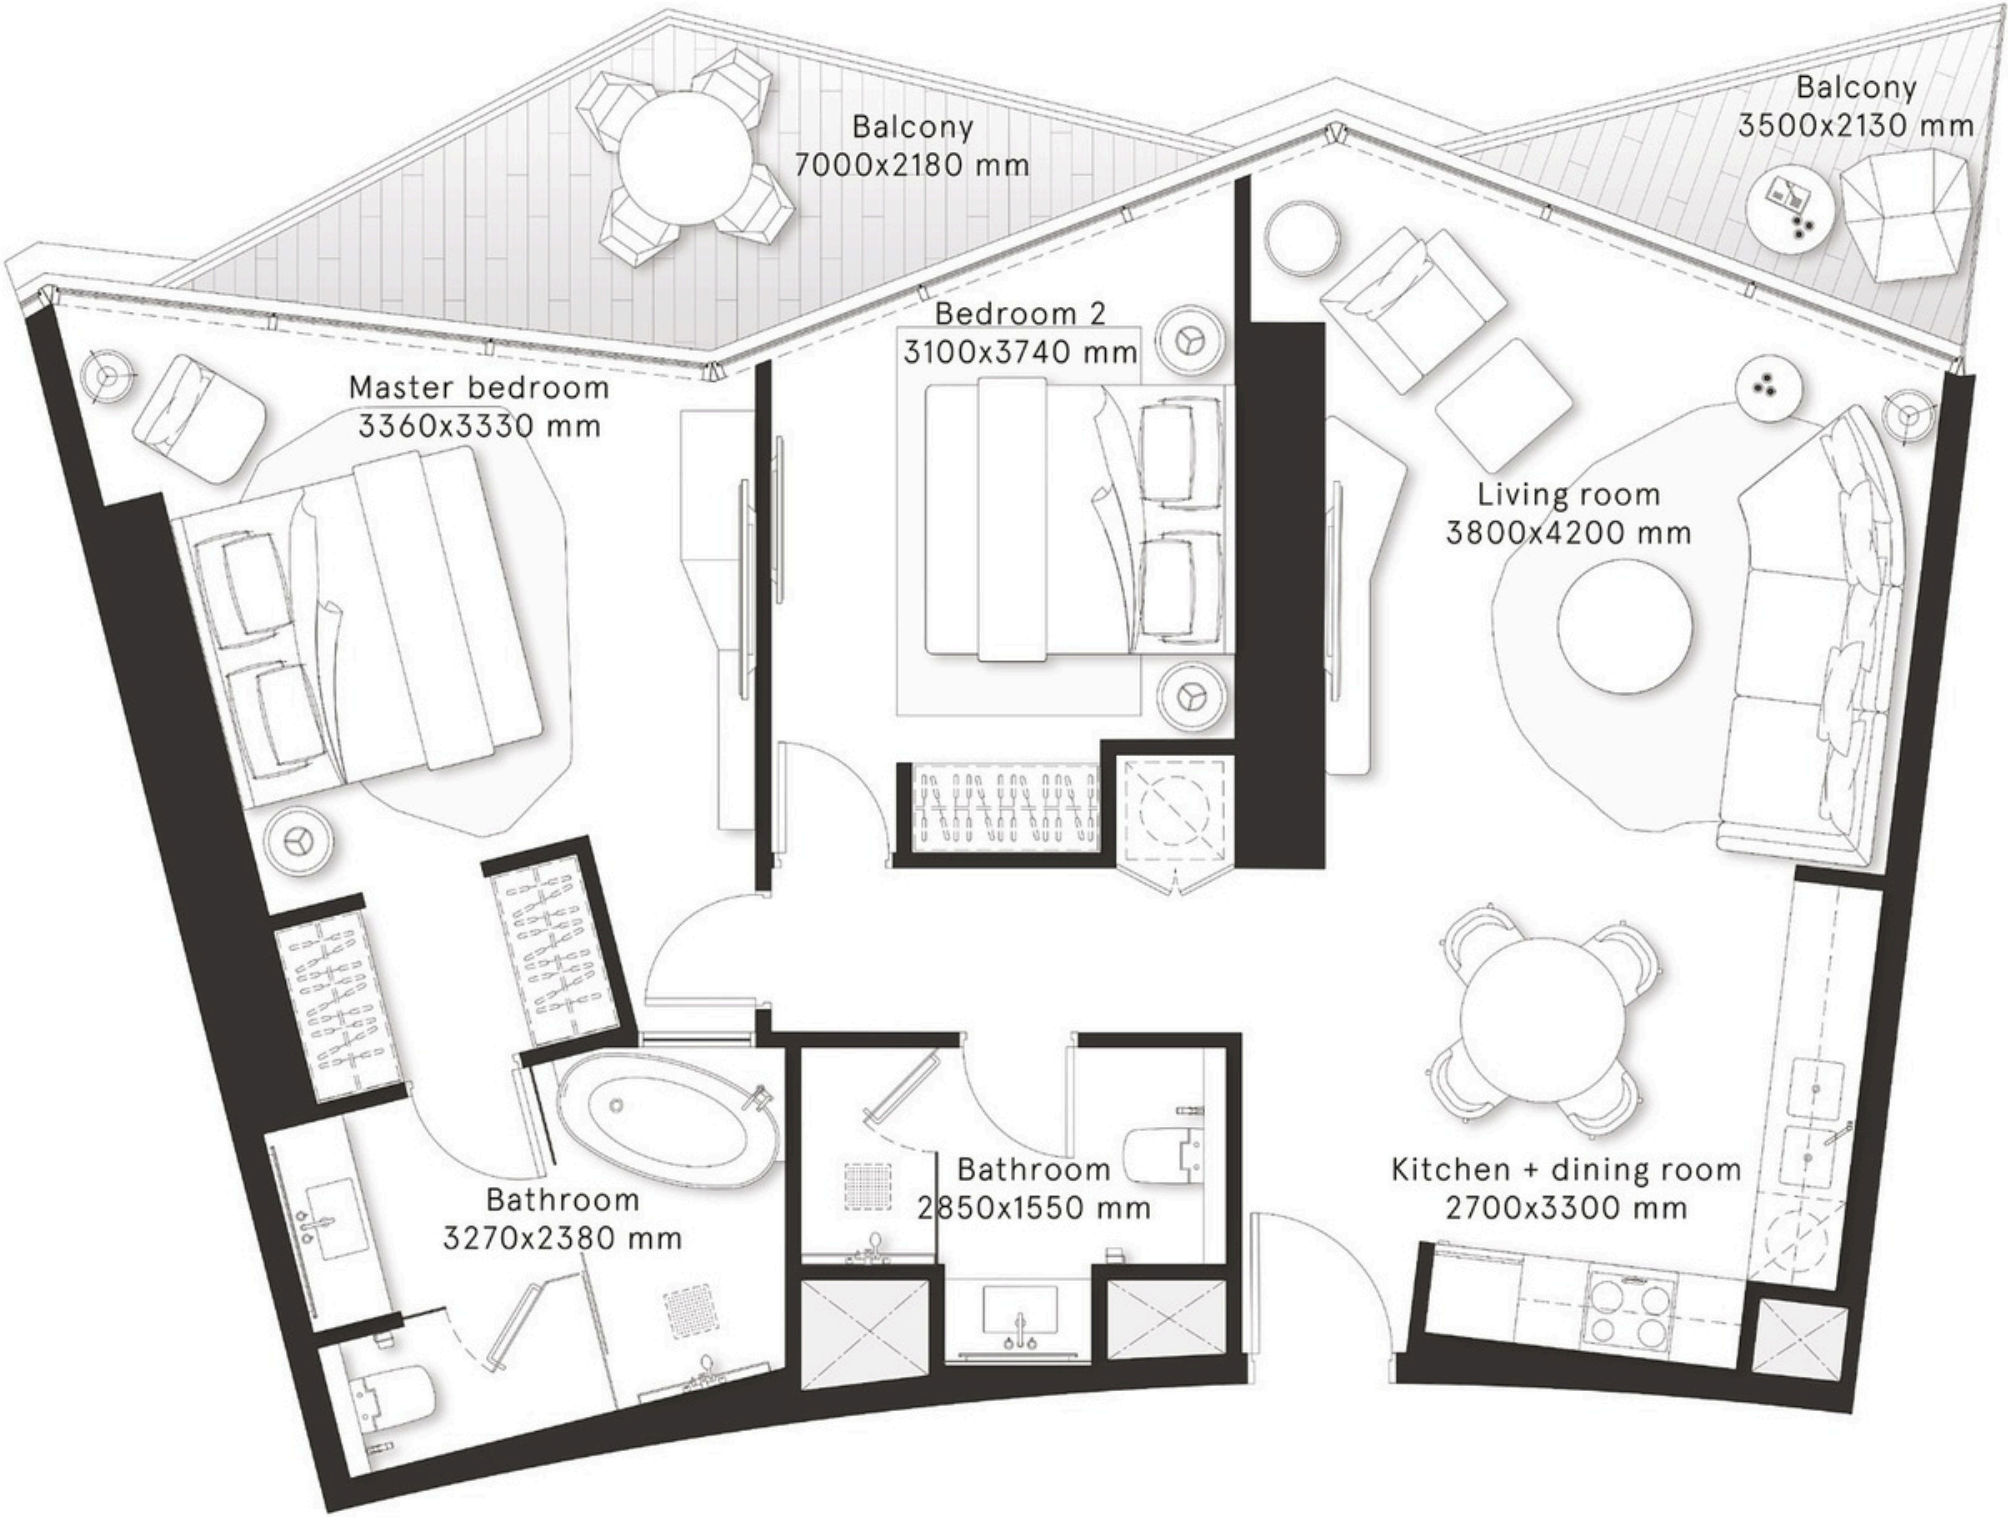 Balcony
3500x2130 mm
Balcony
7000x2180 mm
Bedroom 2
3100x3740 mm
Master bedroom
3360x3330 mm
Living room
3800x4200 mm
Bathroom
2850x1550 mm
Kitchen + dining room
2700x3300 mm
Bathroom
3270x2380 mm